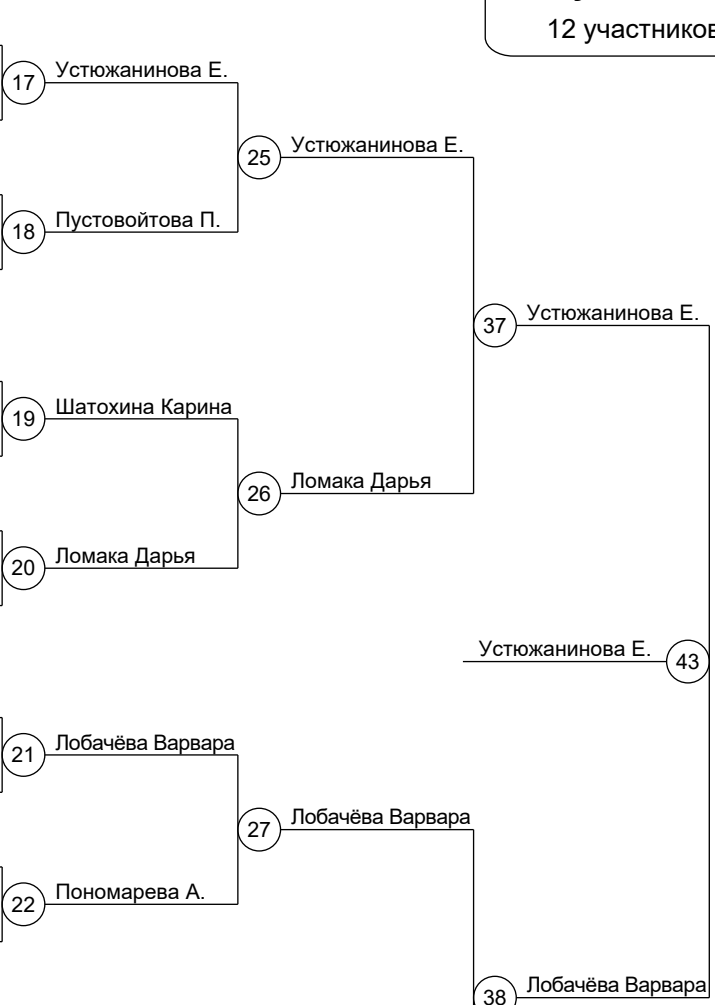 12 участников
17
Устюжанинова Е.
25
Устюжанинова Е.
18
Пустовойтова П.
37
Устюжанинова Е.
19
Шатохина Карина
26
Ломака Дарья
20
Ломака Дарья
Устюжанинова Е.
43
21
Лобачёва Варвара
27
Лобачёва Варвара
22
Пономарева А.
38
Лобачёва Варвара